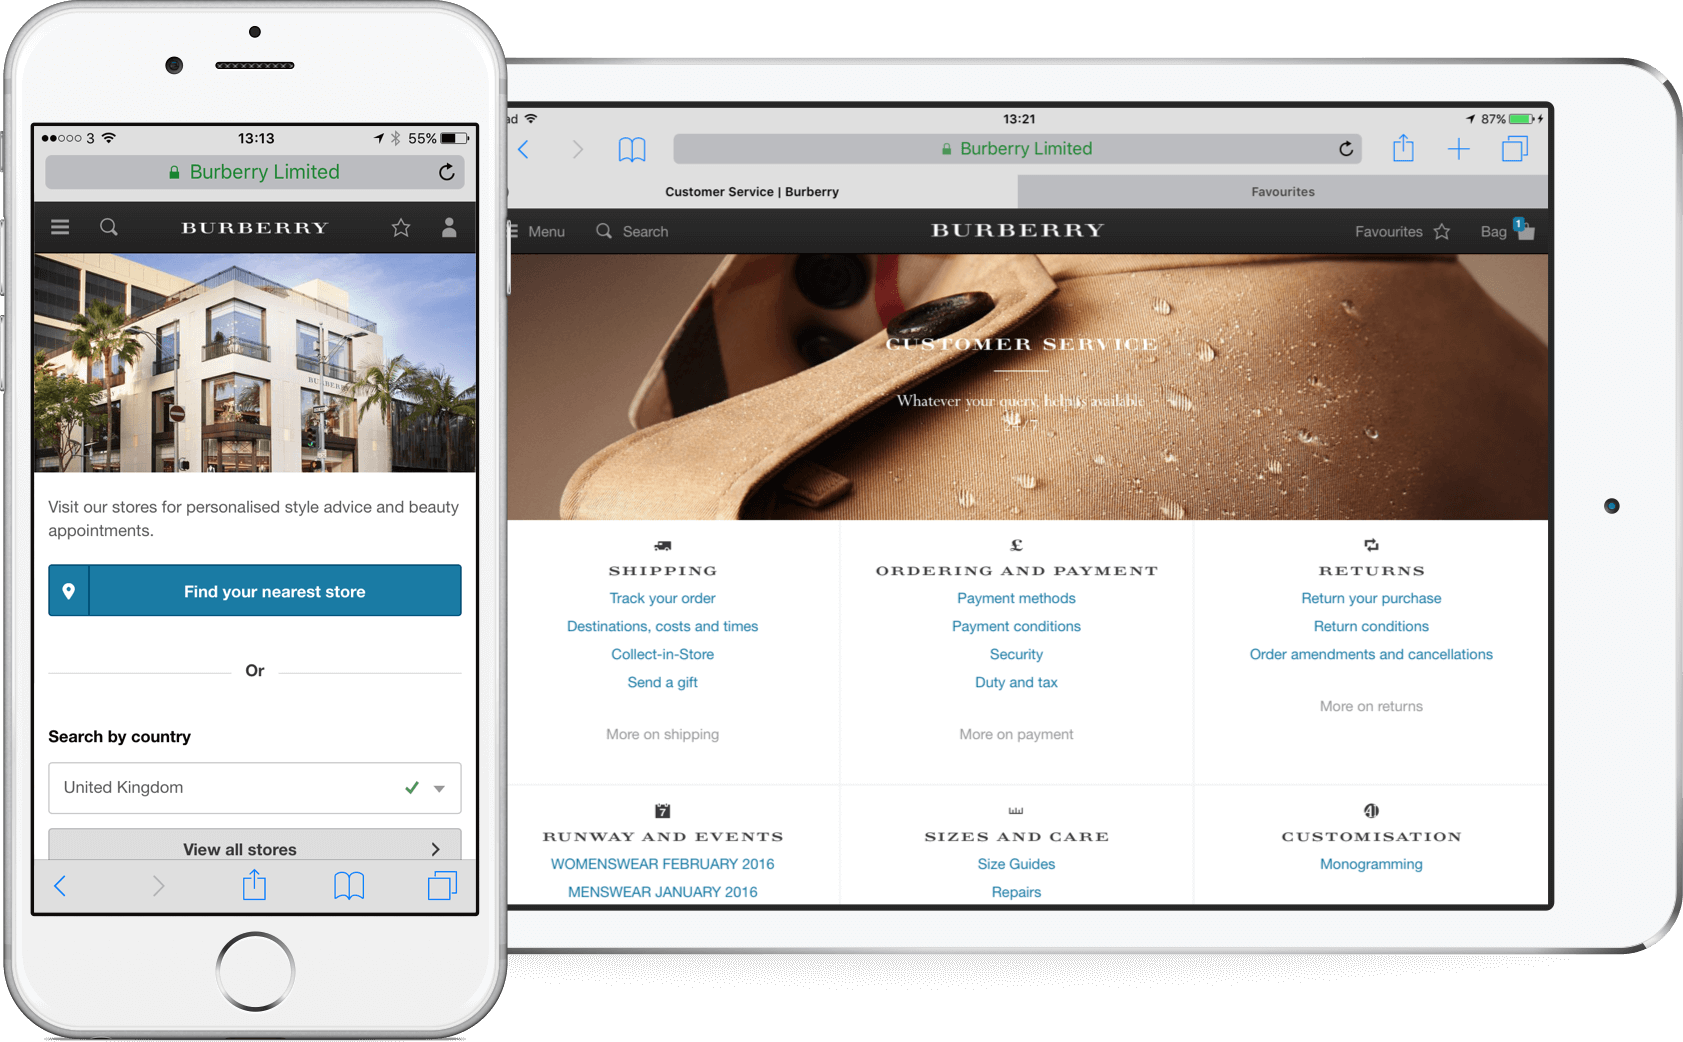 3
13:13
55%
Burberry Limited
BURBERRY
BURBERRY
Visit our stores for personalised style advice and beauty
appointments.
Find your nearest store
Or
Search by country
United Kingdom
View all stores
ad
13:21
87%
Burberry Limited
Customer Service | Burberry
Favourites
Menu
Search
BURBERRY
Favourites
Bag
1
CUSTOMER SERVICE
Whatever your query, help is available
24/7
SHIPPING
Track your order
Destinations, costs and times
Collect-in-Store
Send a gift
More on shipping
£
ORDERING AND PAYMENT
Payment methods
Payment conditions
Security
Duty and tax
More on payment
RETURNS
Return your purchase
Return conditions
Order amendments and cancellations
More on returns
7
RUNWAY AND EVENTS
WOMENSWEAR FEBRUARY 2016
MENSWEAR JANUARY 2016
SIZES AND CARE
Size Guides
Repairs
CUSTOMISATION
Monogramming